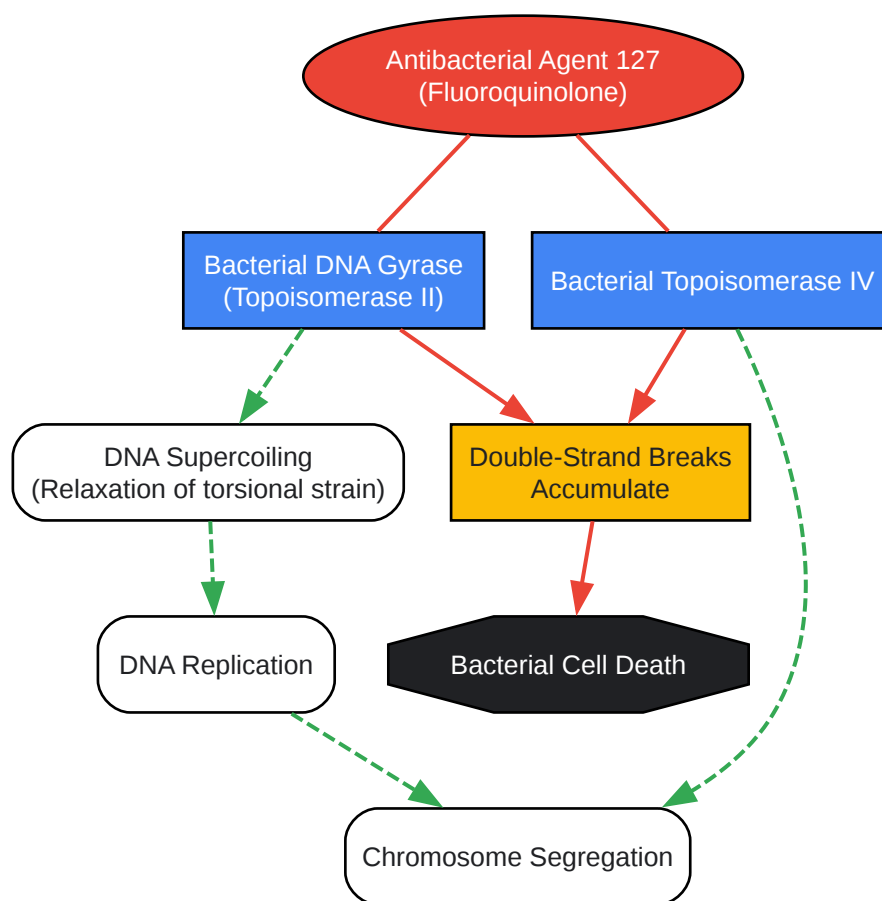 Antibacterial Agent 127
(Fluoroquinolone)
Bacterial DNA Gyrase
(Topoisomerase II)
Bacterial Topoisomerase IV
DNA Supercoiling
(Relaxation of torsional strain)
Double-Strand Breaks
Accumulate
DNA Replication
Bacterial Cell Death
Chromosome Segregation